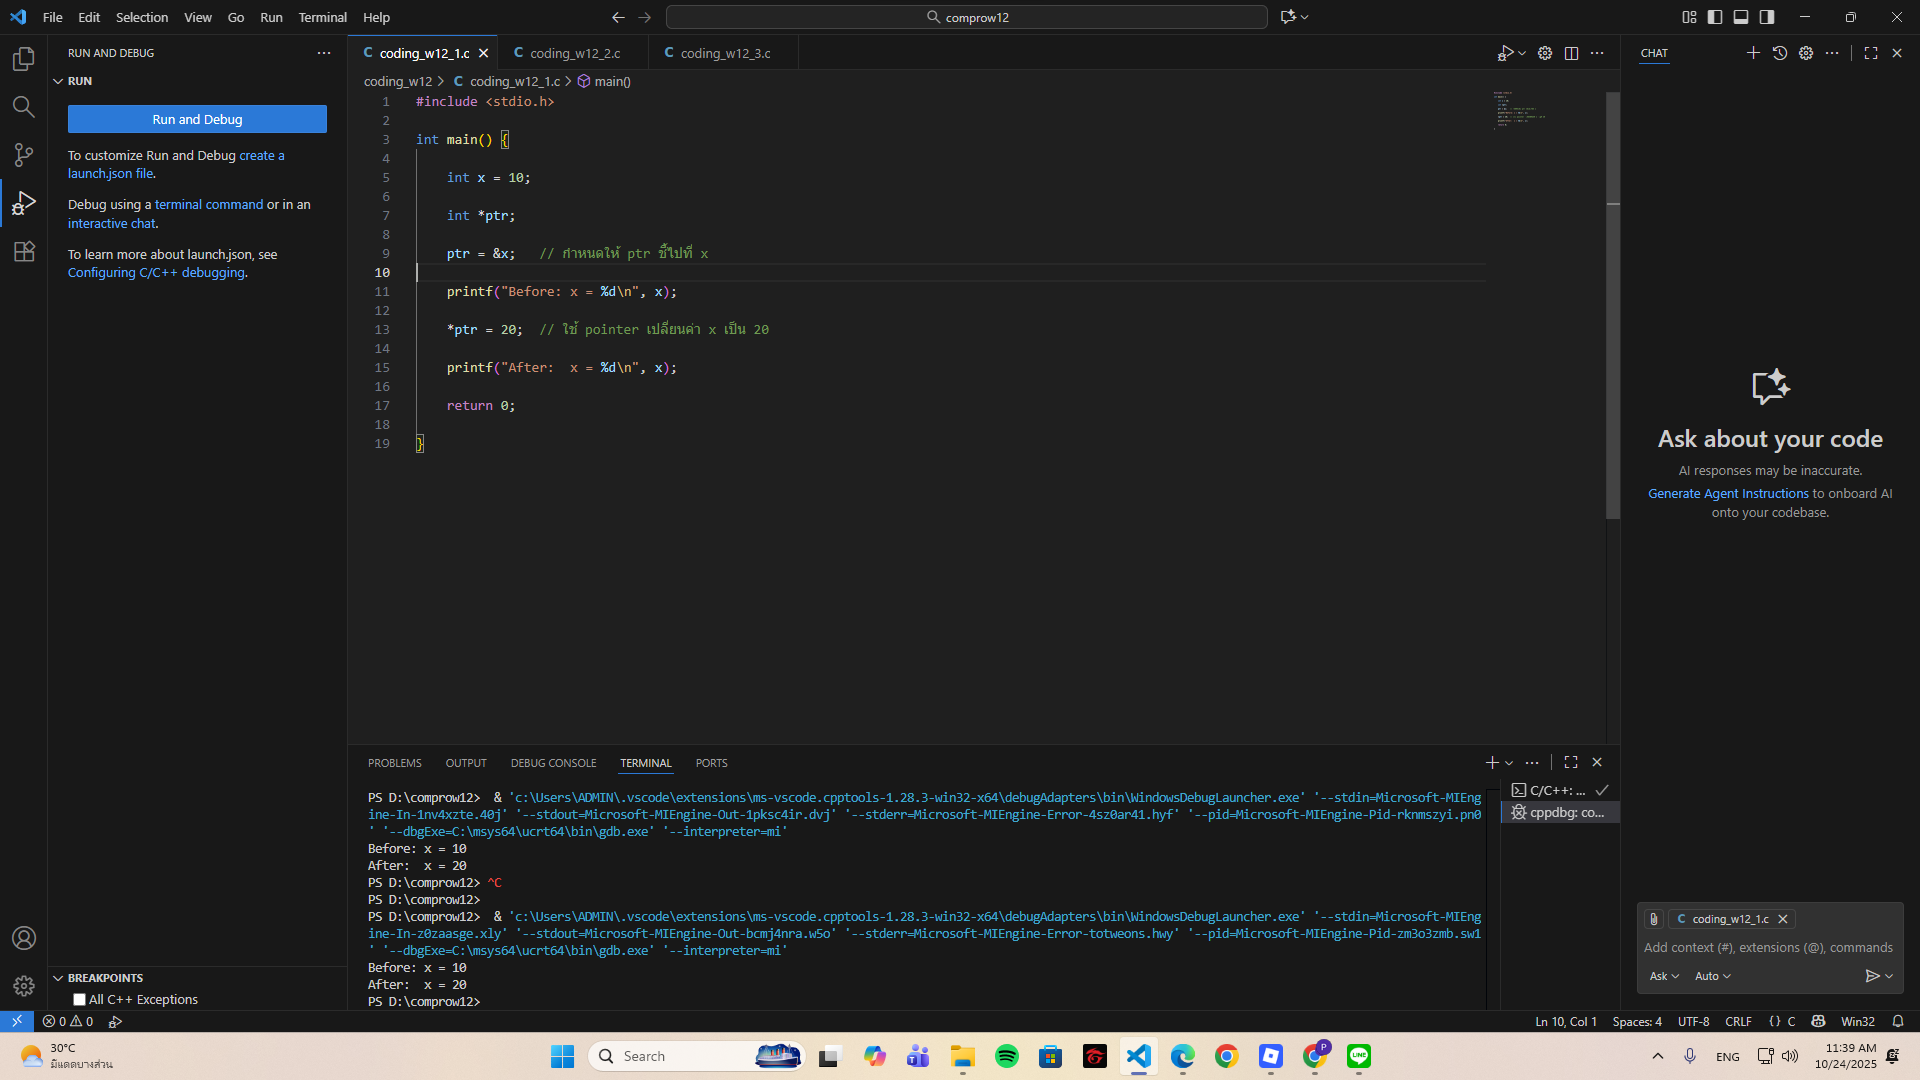 File Edit Selection View Go Run Terminal Help
comprow12
RUN AND DEBUG
RUN
Run and Debug
To customize Run and Debug create a
launch.json file.
Debug using a terminal command or in an
interactive chat.
To learn more about launch.json, see
Configuring C/C++ debugging.
BREAKPOINTS
All C++ Exceptions
C coding_w12_1.c
C coding_w12_2.c
C coding_w12_3.c
coding_w12 > C coding_w12_1.c > main()
1 #include <stdio.h>
2
3 int main() {
4
5 int x = 10;
6
7 int *ptr;
8
9 ptr = &x; // กำหนดให้ ptr ชี้ไปที่ x
10
11 printf("Before: x = %d\n", x);
12
13 *ptr = 20; // ใช้ pointer เปลี่ยนค่า x เป็น 20
14
15 printf("After:  x = %d\n", x);
16
17 return 0;
18
19 }
PROBLEMS OUTPUT DEBUG CONSOLE TERMINAL PORTS
PS D:\comprow12>  & 'c:\Users\ADMIN\.vscode\extensions\ms-vscode.cpptools-1.28.3-win32-x64\debugAdapters\bin\WindowsDebugLauncher.exe' '--stdin=Microsoft-MIEng
ine-In-1nv4xzte.40j' '--stdout=Microsoft-MIEngine-Out-1pksc4ir.dvj' '--stderr=Microsoft-MIEngine-Error-4sz0ar41.hyf' '--pid=Microsoft-MIEngine-Pid-rknmszyi.pn0
' '--dbgExe=C:\msys64\ucrt64\bin\gdb.exe' '--interpreter=mi'
Before: x = 10
After:  x = 20
PS D:\comprow12> ^C
PS D:\comprow12>
PS D:\comprow12>  & 'c:\Users\ADMIN\.vscode\extensions\ms-vscode.cpptools-1.28.3-win32-x64\debugAdapters\bin\WindowsDebugLauncher.exe' '--stdin=Microsoft-MIEng
ine-In-z0zaasge.xly' '--stdout=Microsoft-MIEngine-Out-bcmj4nra.w5o' '--stderr=Microsoft-MIEngine-Error-totweons.hwy' '--pid=Microsoft-MIEngine-Pid-zm3o3zmb.sw1
' '--dbgExe=C:\msys64\ucrt64\bin\gdb.exe' '--interpreter=mi'
Before: x = 10
After:  x = 20
PS D:\comprow12>
C/C++: ...
cppdbg: co...
CHAT
Ask about your code
AI responses may be inaccurate.
Generate Agent Instructions to onboard AI
onto your codebase.
C coding_w12_1.c
Add context (#), extensions (@), commands
Ask Auto
0 0
Ln 10, Col 1 Spaces: 4 UTF-8 CRLF {} C Win32
30°C
มีแดดบางส่วน
Search
P
LINE
ENG
11:39 AM
10/24/2025